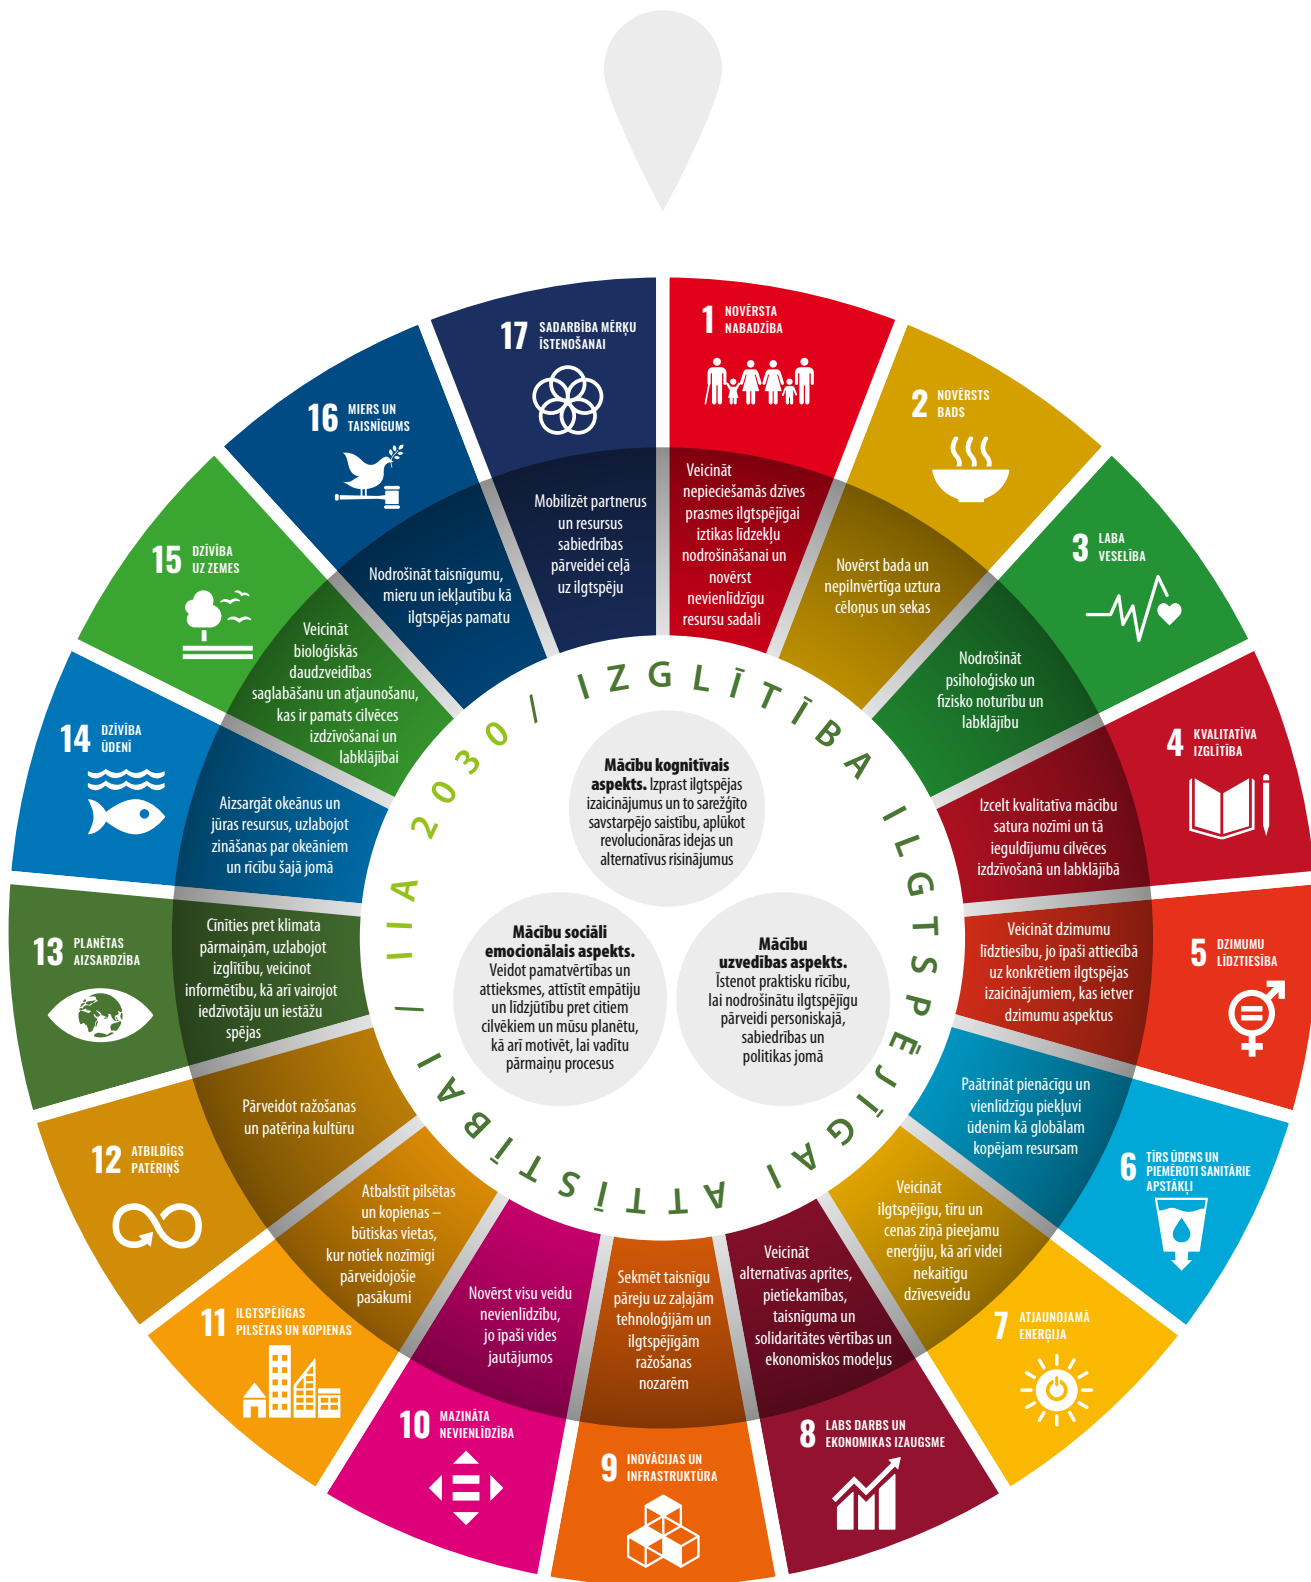 1 NOVĒRSTA
NABADZĪBA
Veicināt
nepieciešamās dzīves
prasmes ilgtspējīgai
iztikas līdzekļu
nodrošināšanai un
novērst
nevienlīdzīgu
resursu sadali
2 NOVĒRSTS
BADS
Novērst bada un
nepilnvērtīga uztura
cēloņus un sekas
3 LABA
VESELĪBA
Nodrošināt
psiholoģisko un
fizisko noturību un
labklājību
4 KVALITATĪVA
IZGLĪTĪBA
Izcelt kvalitatīva mācību
satura nozīmi un tā
ieguldījumu cilvēces
izdzīvošanā un labklājībā
5 DZIMUMU
LĪDZTIESĪBA
Veicināt dzimumu
līdztiesību, jo īpaši attiecībā
uz konkrētiem ilgtspējas
izaicinājumiem, kas ietver
dzimumu aspektus
6 TĪRS ŪDENS UN
PIEMĒROTI SANITĀRIE
APSTĀKĻI
Paātrināt pienācīgu un
vienlīdzīgu piekļuvi
ūdenim kā globālam
kopējam resursam
7 ATJAUNOJAMĀ
ENERĢIJA
Veicināt
ilgtspējīgu, tīru un
cenas ziņā pieejamu
enerģiju, kā arī videi
nekaitīgu
dzīvesveidu
8 LABS DARBS UN
EKONOMIKAS IZAUGSME
Veicināt
alternatīvas aprites,
pietiekamības,
taisnīguma un
solidaritātes vērtības un
ekonomiskos modeļus
9 INOVĀCIJAS UN
INFRASTRUKTŪRA
Sekmēt taisnīgu
pāreju uz zaļajām
tehnoloģijām un
ilgtspējīgām
ražošanas
nozarēm
10 MAZINĀTA
NEVIENLĪDZĪBA
Novērst visu veidu
nevienlīdzību,
jo īpaši vides
jautājumos
11 ILGTSPĒJĪGAS
PILSĒTAS UN KOPIENAS
Atbalstīt pilsētas
un kopienas –
būtiskas vietas,
kur notiek nozīmīgi
pārveidojošie
pasākumi
12 ATBILDĪGS
PATĒRIŅŠ
Pārveidot ražošanas
un patēriņa kultūru
13 PLANĒTAS
AIZSARDZĪBA
Cīnīties pret klimata
pārmaiņām, uzlabojot
izglītību, veicinot
informētību, kā arī vairojot
iedzīvotāju un iestāžu
spējas
14 DZĪVĪBA
ŪDENĪ
Aizsargāt okeānus un
jūras resursus, uzlabojot
zināšanas par okeāniem
un rīcību šajā jomā
15 DZĪVĪBA
UZ ZEMES
Veicināt
bioloģiskās
daudzveidības
saglabāšanu un atjaunošanu,
kas ir pamats cilvēces
izdzīvošanai un
labklājībai
16 MIERS UN
TAISNĪGUMS
Nodrošināt taisnīgumu,
mieru un iekļautību kā
ilgtspējas pamatu
17 SADARBĪBA MĒRĶU
ĪSTENOŠANAI
Mobilizēt partnerus
un resursus
sabiedrības
pārveidei ceļā
uz ilgtspēju
IIA 2030 / IZGLĪTĪBA ILGTSPĒJĪGAI ATTĪSTĪBAI /
Mācību kognitīvais
aspekts. Izprast ilgtspējas
izaicinājumus un to sarežģīto
savstarpējo saistību, aplūkot
revolucionāras idejas un
alternatīvus risinājumus
Mācību sociāli
emocionālais aspekts.
Veidot pamatvērtības un
attieksmes, attīstīt empātiju
un līdzjūtību pret citiem
cilvēkiem un mūsu planētu,
kā arī motivēt, lai vadītu
pārmaiņu procesus
Mācību
uzvedības aspekts.
Īstenot praktisku rīcību,
lai nodrošinātu ilgtspējīgu
pārveidi personiskajā,
sabiedrības un
politikas jomā